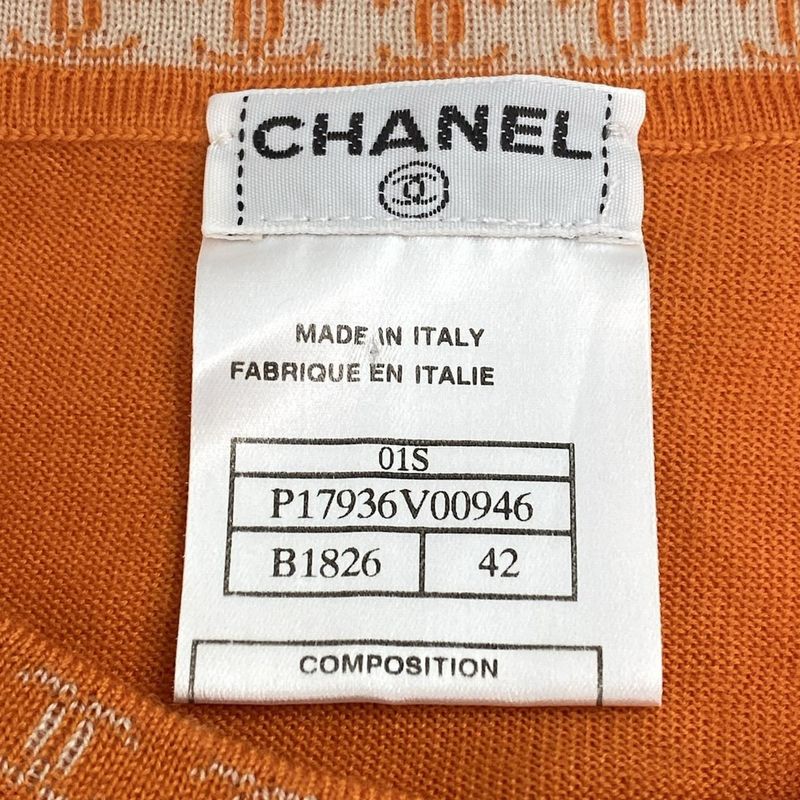 CHANEL
MADE IN ITALY
FABRIQUE EN ITALIE
01S
P17936V00946
B1826 42
COMPOSITION